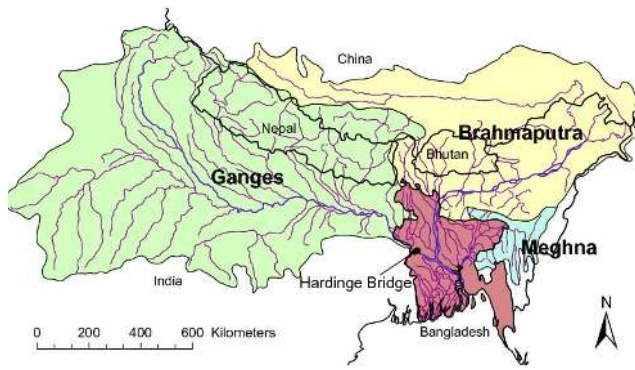 China
Brahmaputra
Nepal
Bhutan
Ganges
Meghna
India
Hardinge Bridge
N
0 200 400 600 Kilometers
Bangladesh